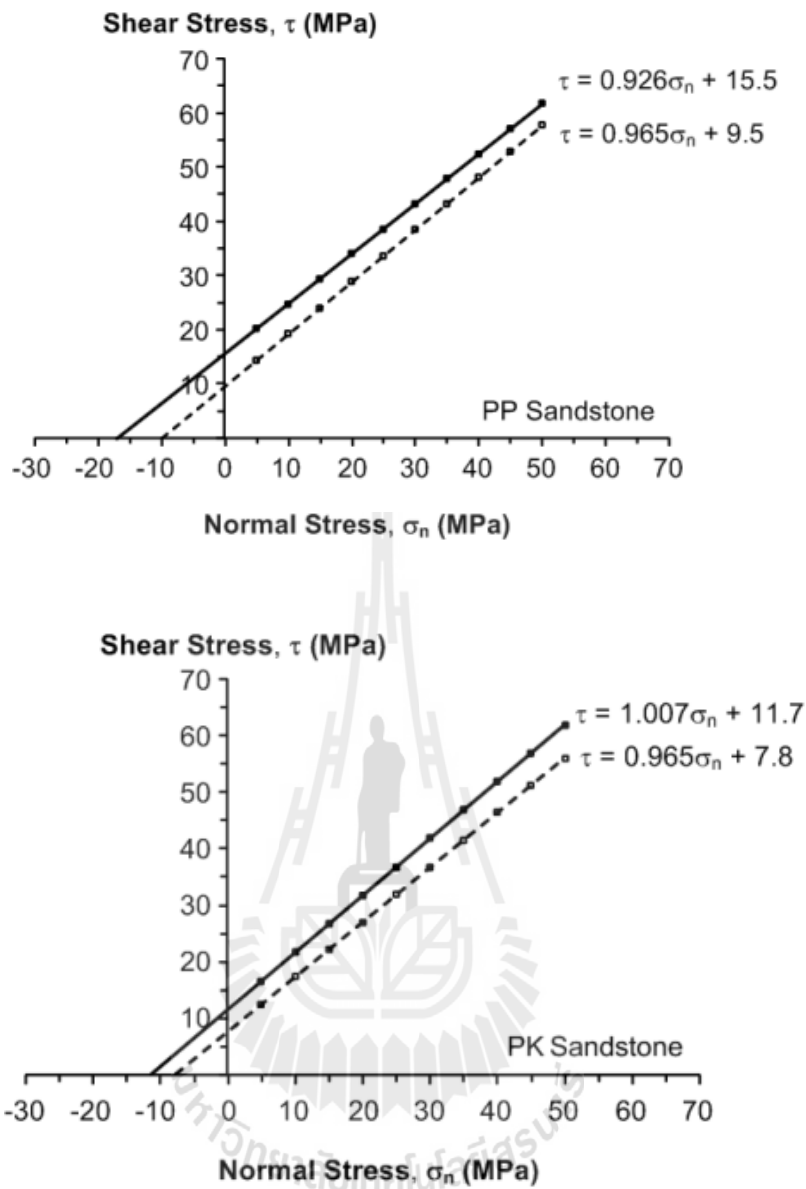 Shear Stress, τ (MPa)
70
60
50
40
30
20
10
τ = 0.926σn + 15.5
τ = 0.965σn + 9.5
PP Sandstone
-30 -20 -10 0 10 20 30 40 50 60 70
Normal Stress, σn (MPa)
Shear Stress, τ (MPa)
70
60
50
40
30
20
10
τ = 1.007σn + 11.7
τ = 0.965σn + 7.8
PK Sandstone
-30 -20 -10 0 10 20 30 40 50 60 70
Normal Stress, σn (MPa)